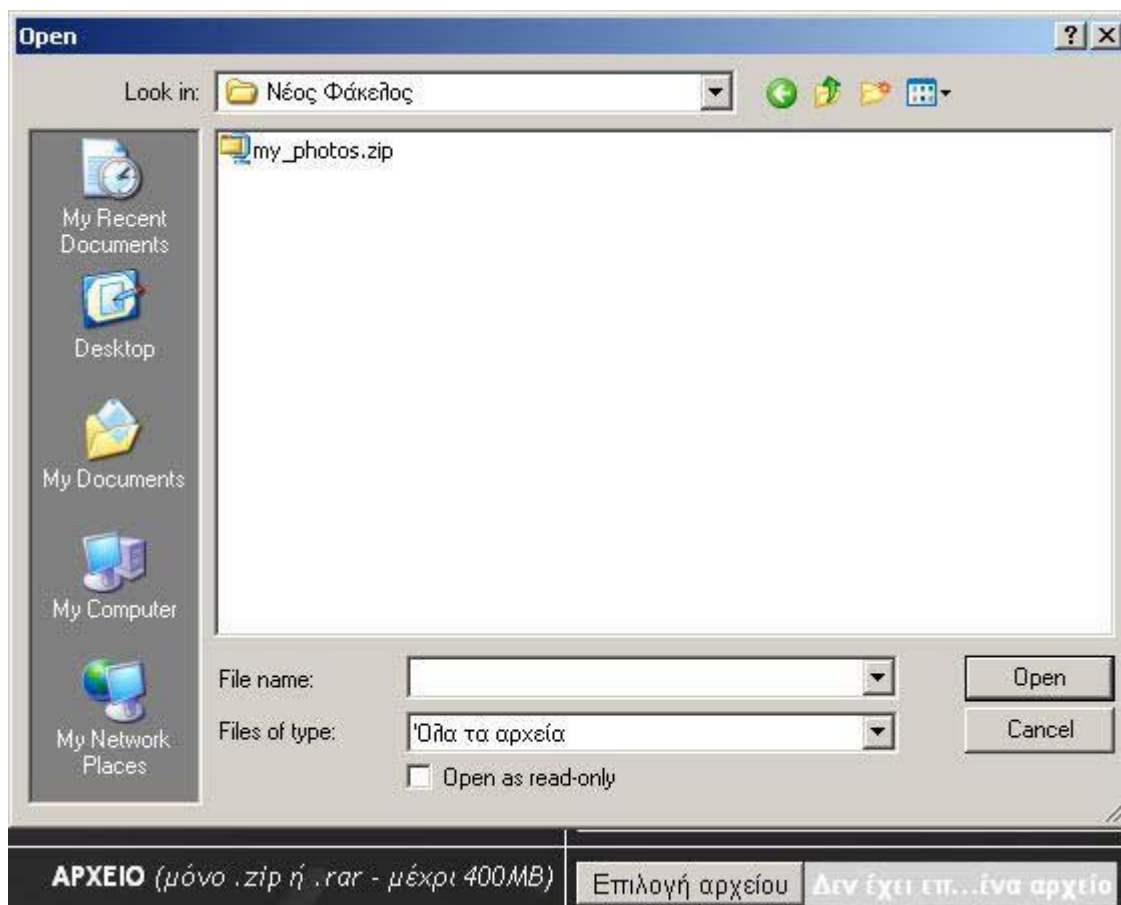 Open
Look in: Νέος Φάκελος
my_photos.zip
My Recent
Documents
Desktop
My Documents
My Computer
My Network
Places
File name:
Open
Files of type: Όλα τα αρχεία
Cancel
Open as read-only
ΑΡΧΕΙΟ (μόνο .zip ή .rar - μέχρι 400MB)
Επιλογή αρχείου
Δεν έχει επ...ένα αρχείο